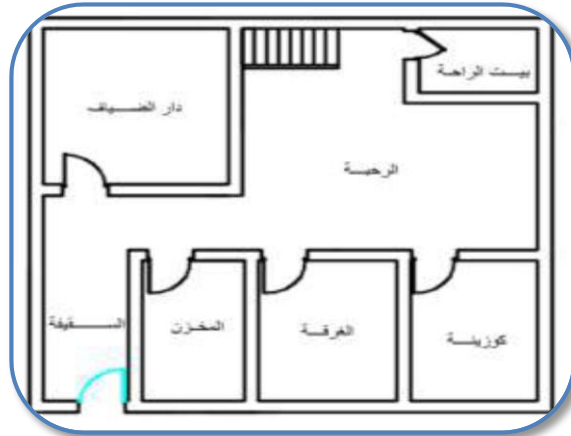 بيت الراحة
دار الضياف
الرحبة
السقيفة
المخزن
الغرفة
كوزينة